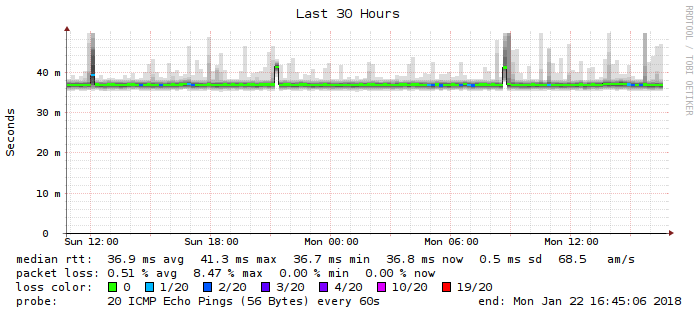 Last 30 Hours
RRDTOOL / TOBI OETIKER
Seconds
40 m
30 m
20 m
10 m
0
Sun 12:00 Sun 18:00 Mon 00:00 Mon 06:00 Mon 12:00
median rtt: 36.9 ms avg 41.3 ms max 36.7 ms min 36.8 ms now 0.5 ms sd 68.5 am/s
packet loss: 0.51 % avg 8.47 % max 0.00 % min 0.00 % now
loss color: 0 1/20 2/20 3/20 4/20 10/20 19/20
probe: 20 ICMP Echo Pings (56 Bytes) every 60s end: Mon Jan 22 16:45:06 2018